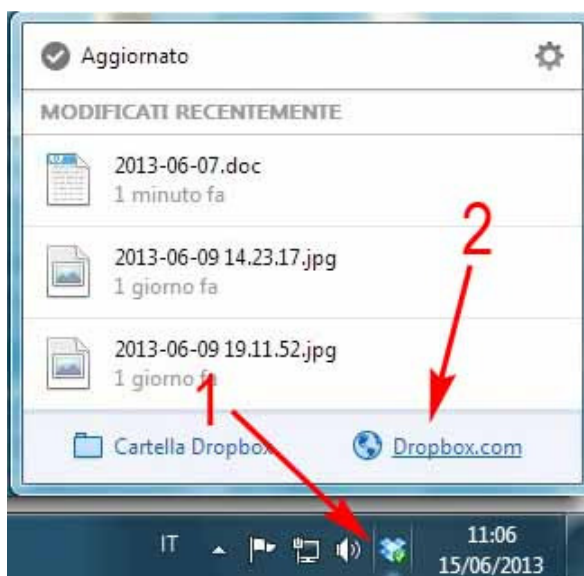 Aggiornato
MODIFICATI RECENTEMENTE
2013-06-07.doc
1 minuto fa
2
2013-06-09 14.23.17.jpg
1 giorno fa
2013-06-09 19.11.52.jpg
1 giorno fa
1
Cartella Dropbox
Dropbox.com
IT
11:06
15/06/2013